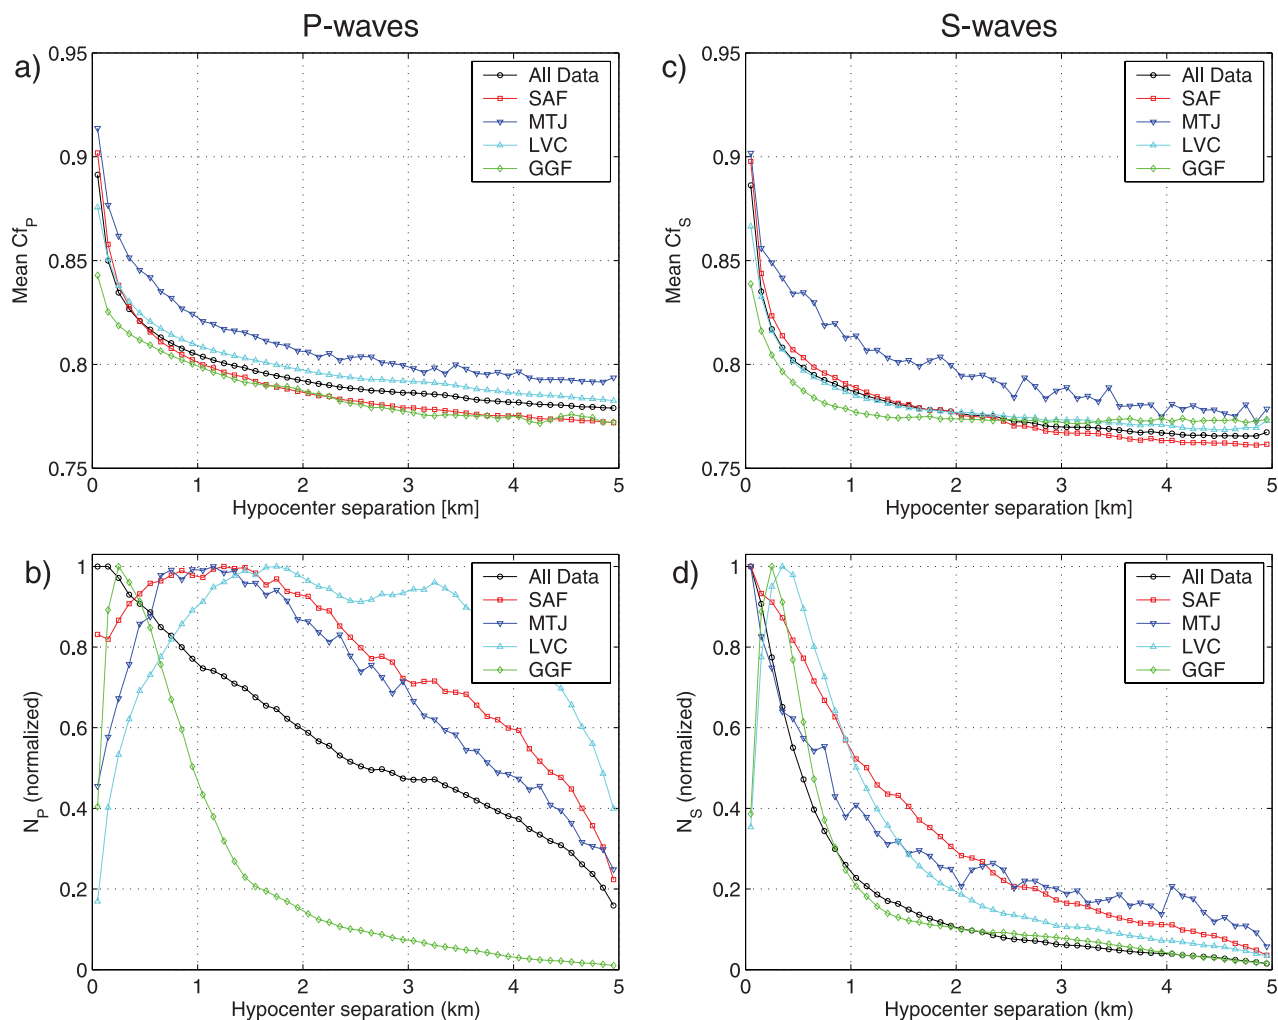 P-waves
S-waves
a)
0.95
0.9
0.85
0.8
0.75
Mean Cf_P
All Data
SAF
MTJ
LVC
GGF
0 1 2 3 4 5
Hypocenter separation [km]
c)
0.95
0.9
0.85
0.8
0.75
Mean Cf_S
All Data
SAF
MTJ
LVC
GGF
0 1 2 3 4 5
Hypocenter separation [km]
b)
1
0.8
0.6
0.4
0.2
0
N_P (normalized)
All Data
SAF
MTJ
LVC
GGF
0 1 2 3 4 5
Hypocenter separation (km)
d)
1
0.8
0.6
0.4
0.2
0
N_S (normalized)
All Data
SAF
MTJ
LVC
GGF
0 1 2 3 4 5
Hypocenter separation (km)